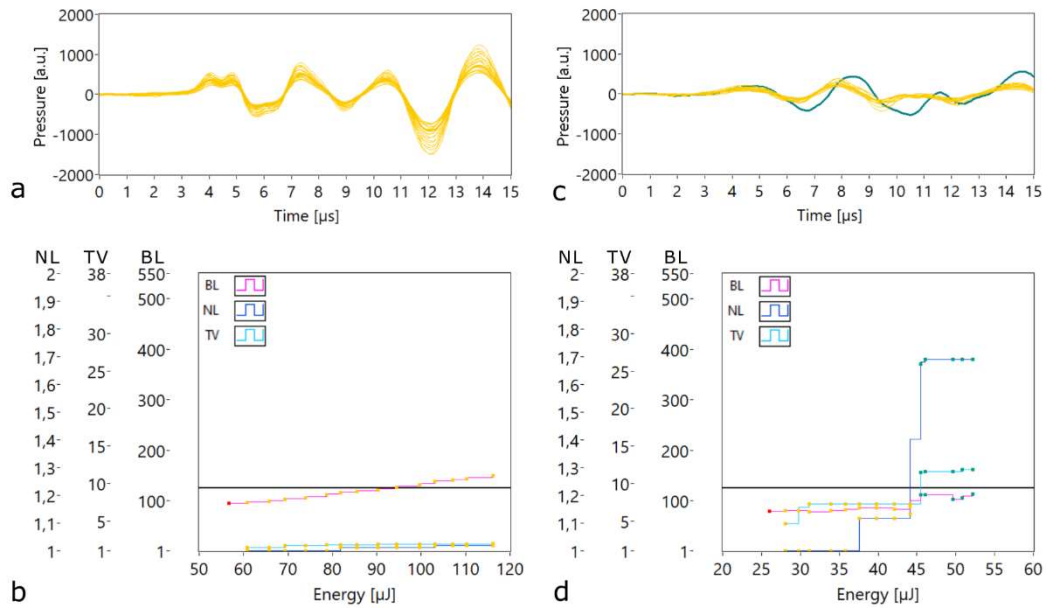 2000
1000
0
-1000
-2000
Pressure [a.u.]
0 1 2 3 4 5 6 7 8 9 10 11 12 13 14 15
Time [µs]
a
2000
1000
0
-1000
-2000
Pressure [a.u.]
0 1 2 3 4 5 6 7 8 9 10 11 12 13 14 15
Time [µs]
c
NL TV BL
2 38 550
1,9 500
1,8 30
1,7 25 400
1,6
1,5 20 300
1,4 15
1,3 200
1,2 10
1,1 5 100
1 1 1
BL
NL
TV
50 60 70 80 90 100 110 120
Energy [µJ]
b
NL TV BL
2 38 550
1,9 500
1,8 30
1,7 25 400
1,6
1,5 20 300
1,4 15
1,3 200
1,2 10
1,1 5 100
1 1 1
BL
NL
TV
20 25 30 35 40 45 50 55 60
Energy [µJ]
d